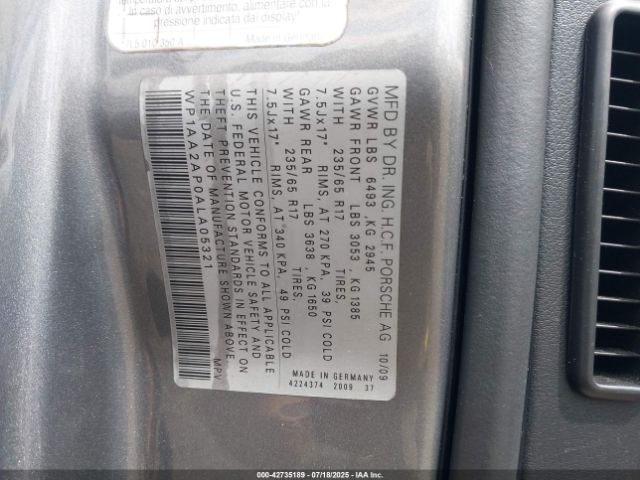 in caso di avvertimento, alimentare con la
pressione indicata dal display!
7L5 010 350 A Made in Germany
MFD BY DR. ING. H.C.F. PORSCHE AG 10/09
GVWR LBS 6493 ,KG 2945
GAWR FRONT LBS 3053 , KG 1385
WITH 235/65 R17 TIRES,
7.5Jx17" RIMS, AT 270 KPA, 39 PSI COLD
GAWR REAR LBS 3638 KG 1650
WITH 235/65 R17 TIRES,
7.5Jx17" RIMS, AT 340 KPA, 49 PSI COLD
THIS VEHICLE CONFORMS TO ALL APPLICABLE
U.S. FEDERAL MOTOR VEHICLE SAFETY AND
THEFT PREVENTION STANDARDS IN EFFECT ON
THE DATE OF MANUFACTURE SHOWN ABOVE.
WP1AA2AP0ALA05321 MPV
MADE IN GERMANY
4224374 2009 37
000-42735189 - 07/18/2025 - IAAI.COM